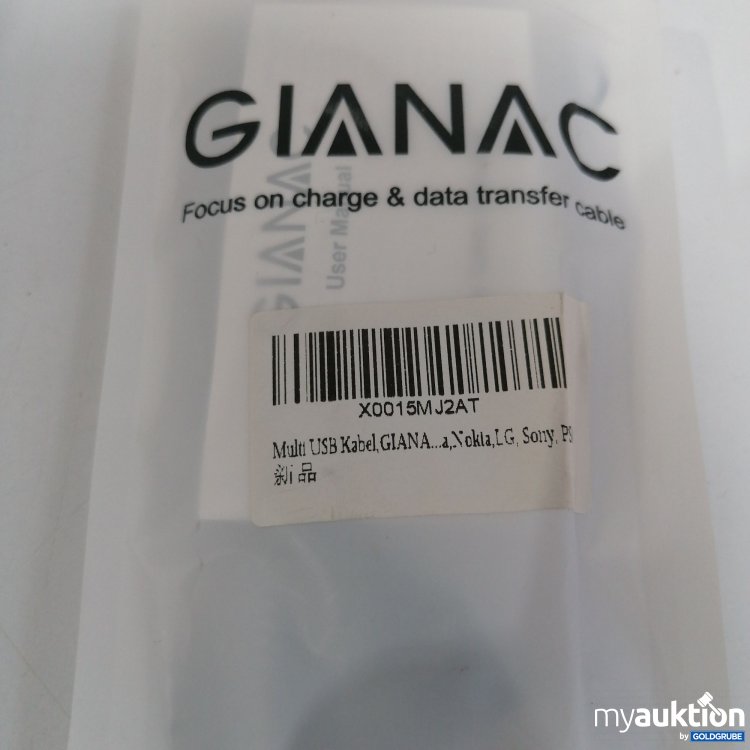 GIANAC
Focus on charge & data transfer cable
GIANAC
User Manual
X0015MJ2AT
Multi USB Kabel,GIANA...a,Nokia,LG, Sony, PS
新品
myauktion
by GOLDGRUBE